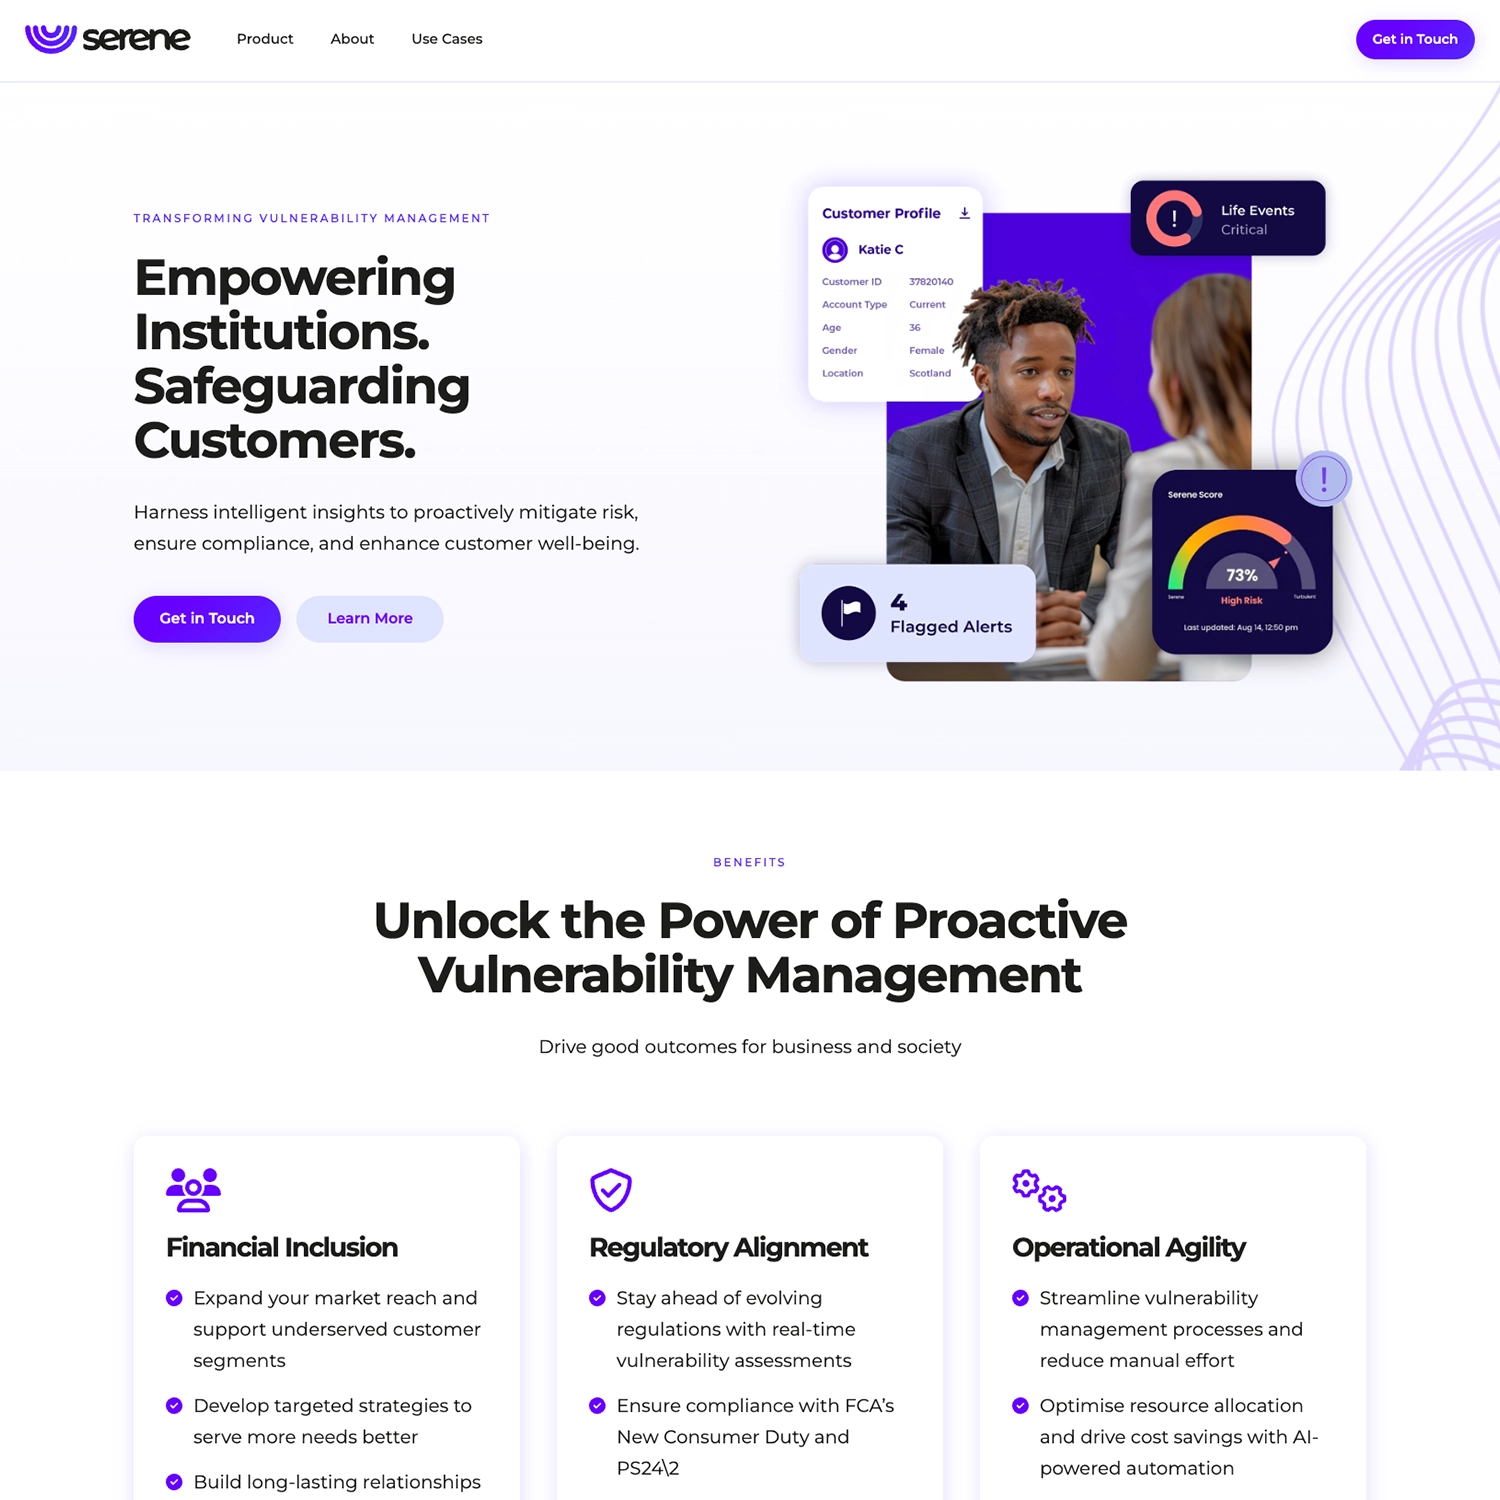 serene
Product
About
Use Cases
Get in Touch
TRANSFORMING VULNERABILITY MANAGEMENT
Empowering
Institutions.
Safeguarding
Customers.
Harness intelligent insights to proactively mitigate risk,
ensure compliance, and enhance customer well-being.
Get in Touch
Learn More
Customer Profile
Katie C
Customer ID 37820140
Account Type Current
Age 36
Gender Female
Location Scotland
!
Life Events
Critical
4
Flagged Alerts
!
Serene Score
73%
Serene
High Risk
Turbulent
Last updated: Aug 14, 12:50 pm
BENEFITS
Unlock the Power of Proactive
Vulnerability Management
Drive good outcomes for business and society
Financial Inclusion
Expand your market reach and
support underserved customer
segments
Develop targeted strategies to
serve more needs better
Build long-lasting relationships
Regulatory Alignment
Stay ahead of evolving
regulations with real-time
vulnerability assessments
Ensure compliance with FCA's
New Consumer Duty and
PS24\2
Operational Agility
Streamline vulnerability
management processes and
reduce manual effort
Optimise resource allocation
and drive cost savings with AI-
powered automation